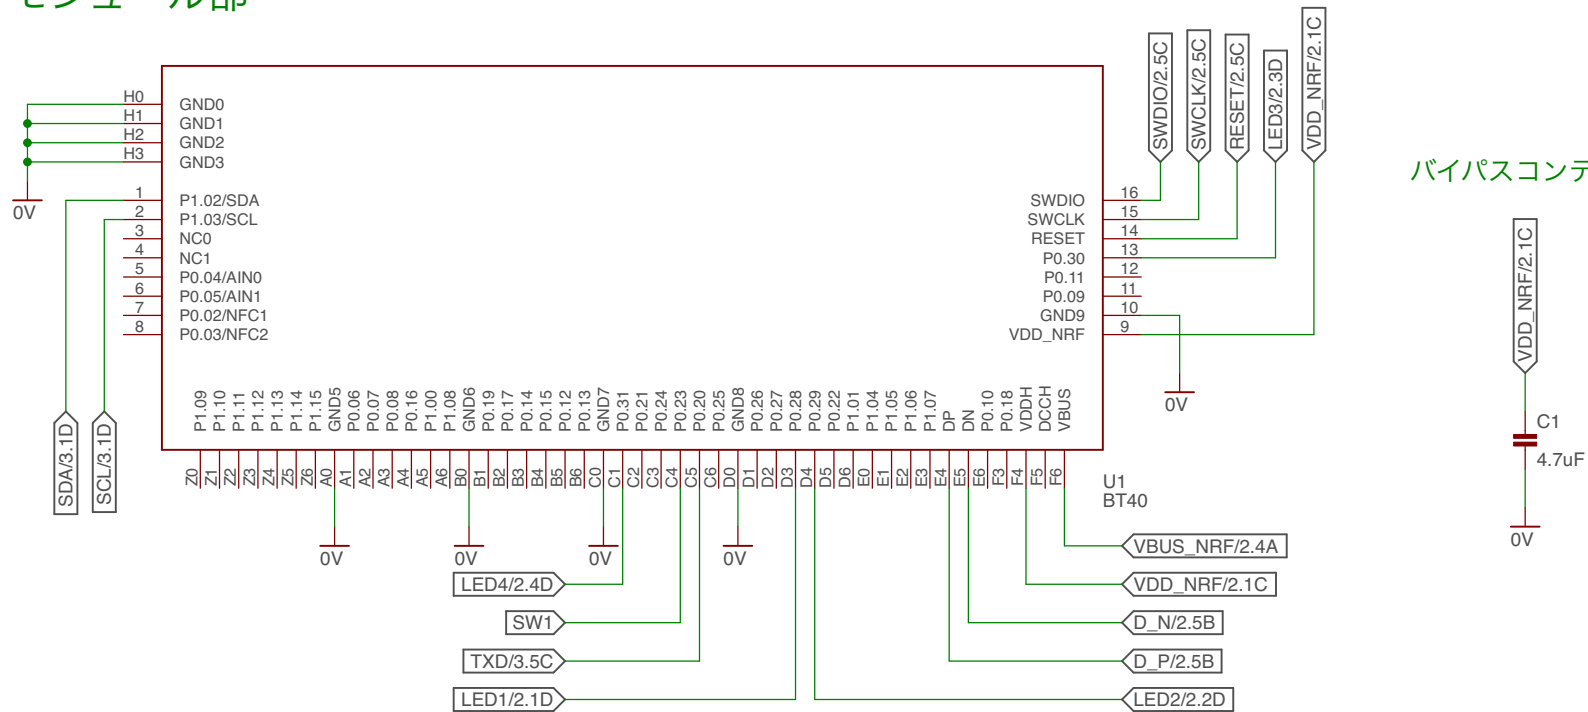 モジュール部
SWDIO/2.5C
SWCLK/2.5C
RESET/2.5C
LED3/2.3D
VDD_NRF/2.1C
H0 GND0
H1 GND1
H2 GND2
H3 GND3
0V
1 P1.02/SDA
2 P1.03/SCL
3 NC0
4 NC1
5 P0.04/AIN0
6 P0.05/AIN1
7 P0.02/NFC1
8 P0.03/NFC2
SWDIO 16
SWCLK 15
RESET 14
P0.30 13
P0.11 12
P0.09 11
GND9 10
VDD_NRF 9
0V
SDA/3.1D
SCL/3.1D
P1.09 Z0
P1.10 Z1
P1.11 Z2
P1.12 Z3
P1.13 Z4
P1.14 Z5
P1.15 Z6
GND5 A0
P0.06 A1
P0.07 A2
P0.08 A3
P0.16 A4
P1.00 A5
P1.08 A6
GND6 B0
P0.19 B1
P0.17 B2
P0.14 B3
P0.15 B4
P0.12 B5
P0.13 B6
GND7 C0
P0.31 C1
P0.21 C2
P0.24 C3
P0.23 C4
P0.20 C5
P0.25 C6
GND8 D0
P0.26 D1
P0.27 D2
P0.28 D3
P0.29 D4
P0.22 D5
P1.01 D6
P1.04 E0
P1.05 E1
P1.06 E2
P1.07 E3
DP E4
DN E5
P0.10 E6
P0.18 F3
VDDH F4
DCCH F5
VBUS F6
U1
BT40
0V
0V
0V
0V
LED4/2.4D
SW1
TXD/3.5C
LED1/2.1D
VBUS_NRF/2.4A
VDD_NRF/2.1C
D_N/2.5B
D_P/2.5B
LED2/2.2D
バイパスコンデ
VDD_NRF/2.1C
C1
4.7uF
0V